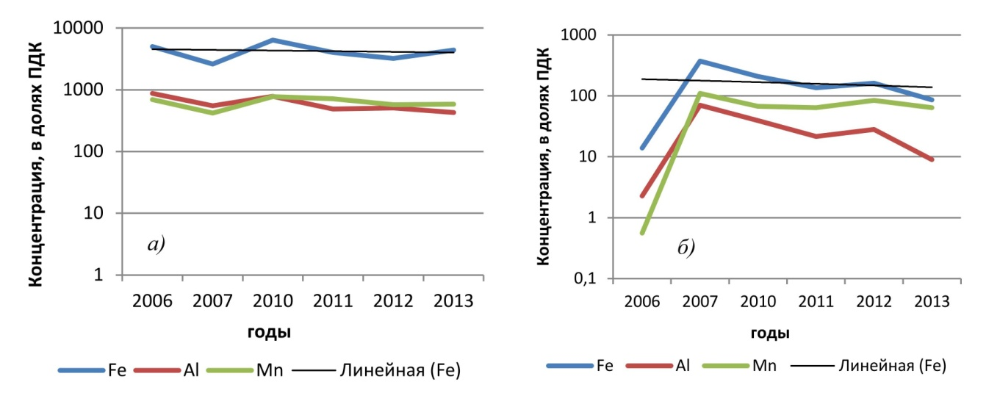 Концентрация, в долях ПДК
10000
1000
100
10
1
а)
2006 2007 2010 2011 2012 2013
годы
Fe Al Mn Линейная (Fe)
Концентрация, в долях ПДК
1000
100
10
1
0,1
б)
2006 2007 2010 2011 2012 2013
годы
Fe Al Mn Линейная (Fe)